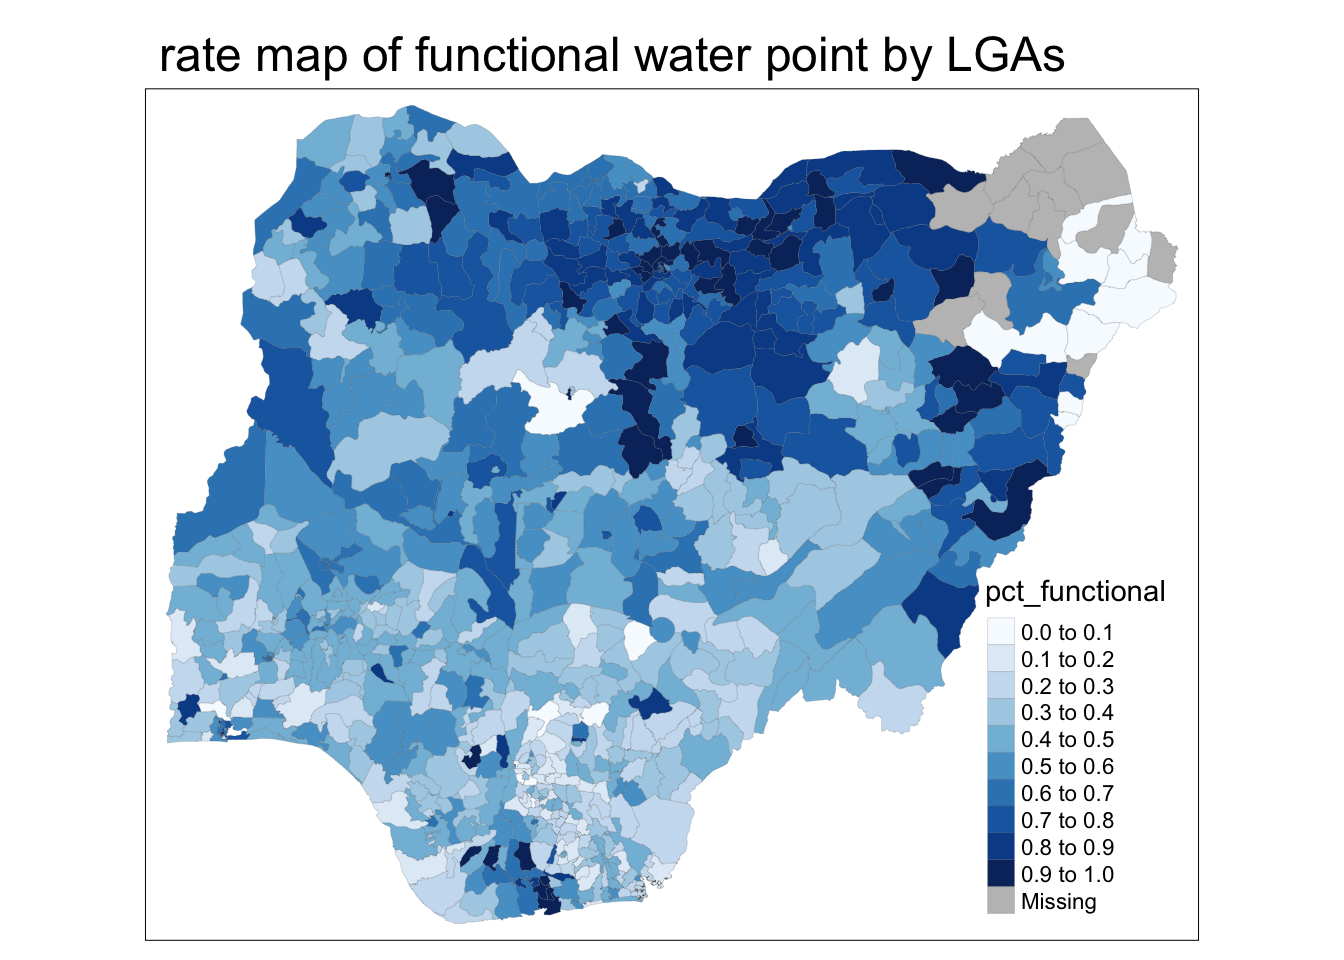 rate map of functional water point by LGAs
pct_functional
0.0 to 0.1
0.1 to 0.2
0.2 to 0.3
0.3 to 0.4
0.4 to 0.5
0.5 to 0.6
0.6 to 0.7
0.7 to 0.8
0.8 to 0.9
0.9 to 1.0
Missing